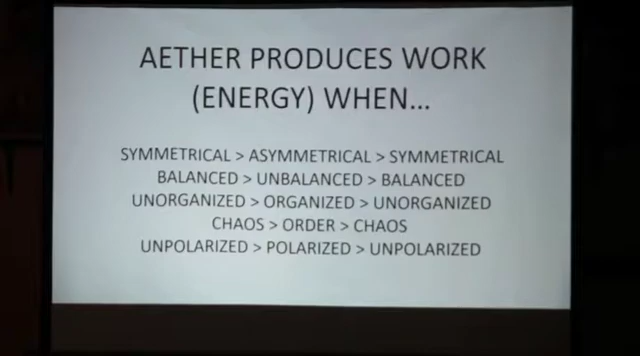 AETHER PRODUCES WORK
(ENERGY) WHEN...
SYMMETRICAL > ASYMMETRICAL > SYMMETRICAL
BALANCED > UNBALANCED > BALANCED
UNORGANIZED > ORGANIZED > UNORGANIZED
CHAOS > ORDER > CHAOS
UNPOLARIZED > POLARIZED > UNPOLARIZED